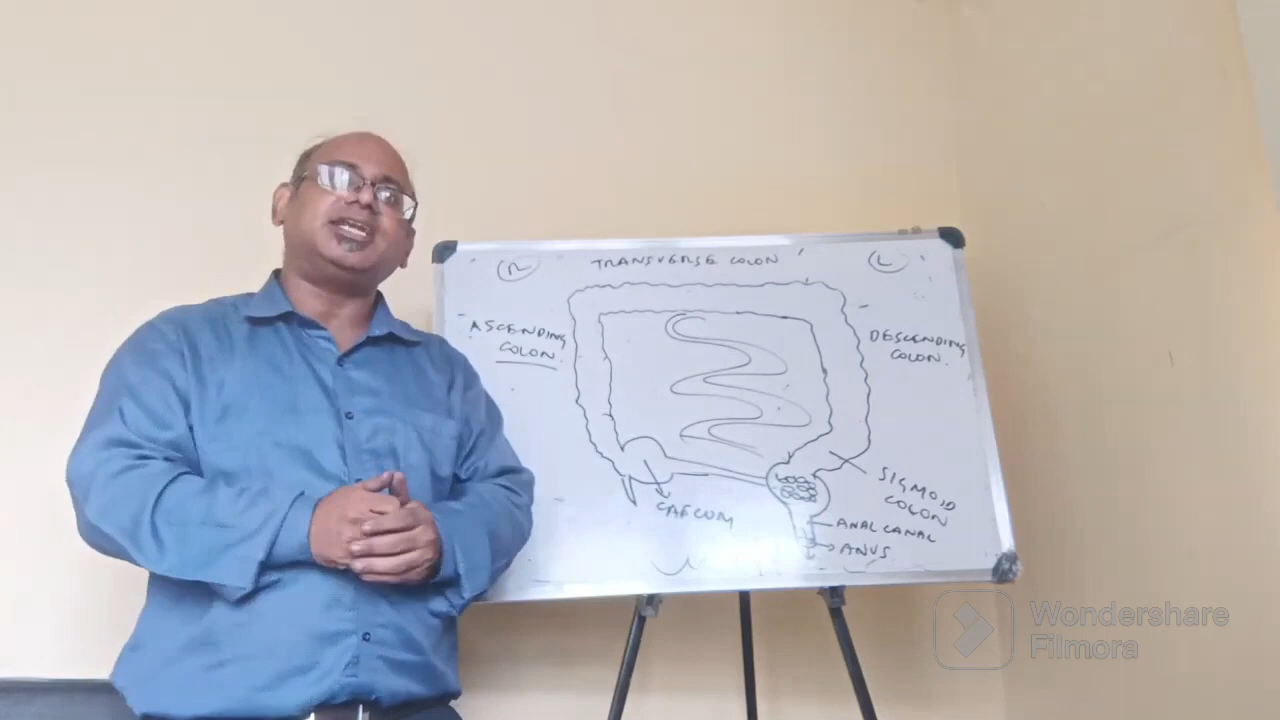 R
TRANSVERSE COLON
L
ASCENDING
COLON
DESCENDING
COLON
SIGMOID
COLON
CAECUM
ANAL CANAL
ANUS
Wondershare
Filmora